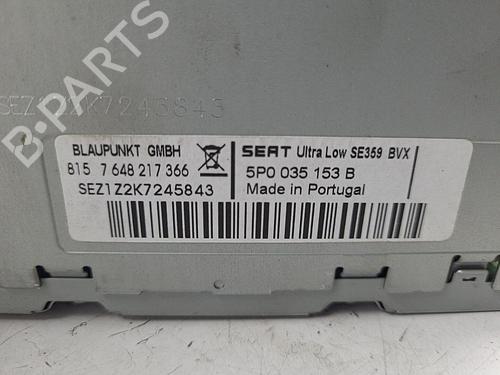 SEZ1Z2K7245843
BLAUPUNKT GMBH
815 7 648 217 366
SEZ1Z2K7245843
SEAT Ultra Low SE359 BVX
5P0 035 153 B
Made in Portugal
B-PARTS